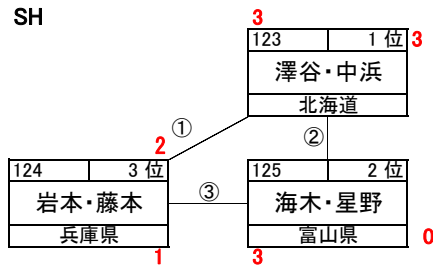 SH
3
123 1 位 3
澤谷・中浜
北海道
①
②
2
124 3 位
岩本・藤本
兵庫県
③
125 2 位
海木・星野
富山県
1
3
0